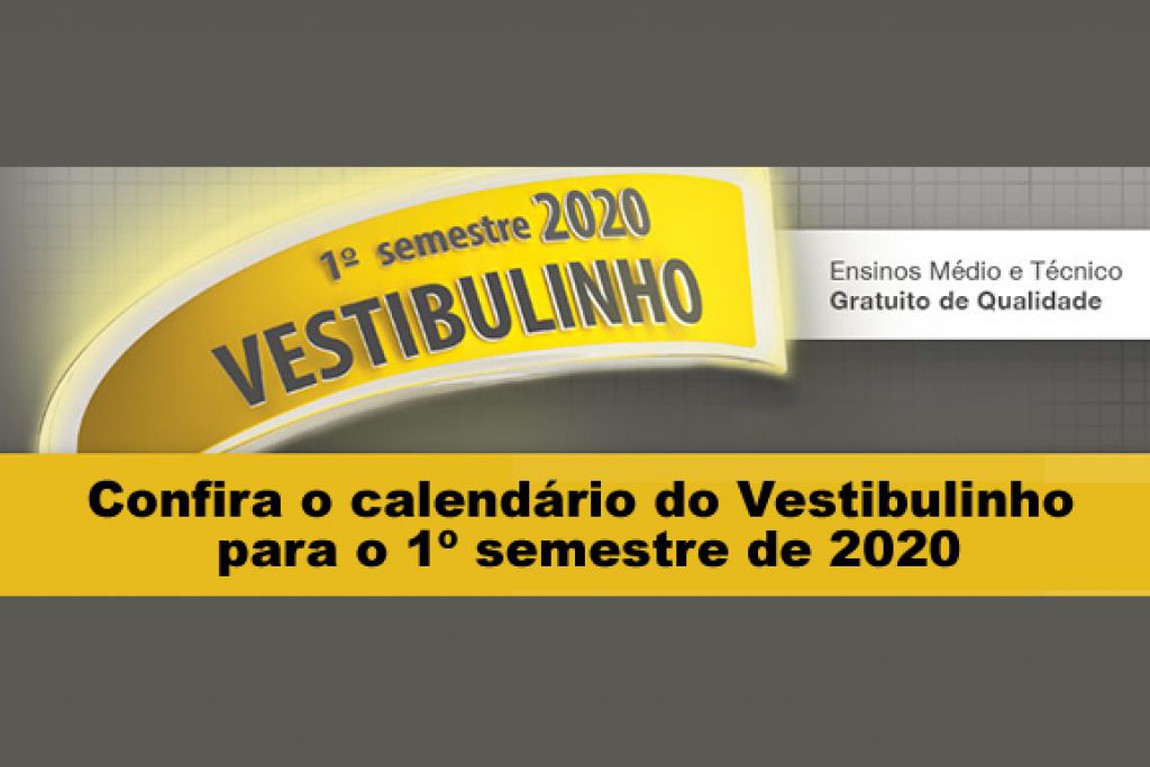 1º semestre 2020
VESTIBULINHO
Ensinos Médio e Técnico
Gratuito de Qualidade
Confira o calendário do Vestibulinho
para o 1º semestre de 2020